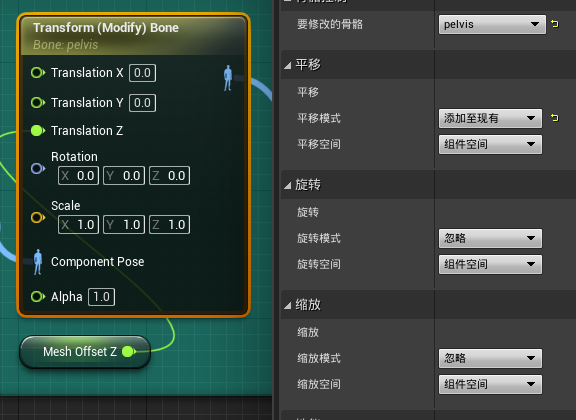 Transform (Modify) Bone
Bone: pelvis
Translation X 0.0
Translation Y 0.0
Translation Z
Rotation
X 0.0 Y 0.0 Z 0.0
Scale
X 1.0 Y 1.0 Z 1.0
Component Pose
Alpha 1.0
Mesh Offset Z
要修改的骨骼 pelvis
平移
平移
平移模式 添加至现有
平移空间 组件空间
旋转
旋转
旋转模式 忽略
旋转空间 组件空间
缩放
缩放
缩放模式 忽略
缩放空间 组件空间